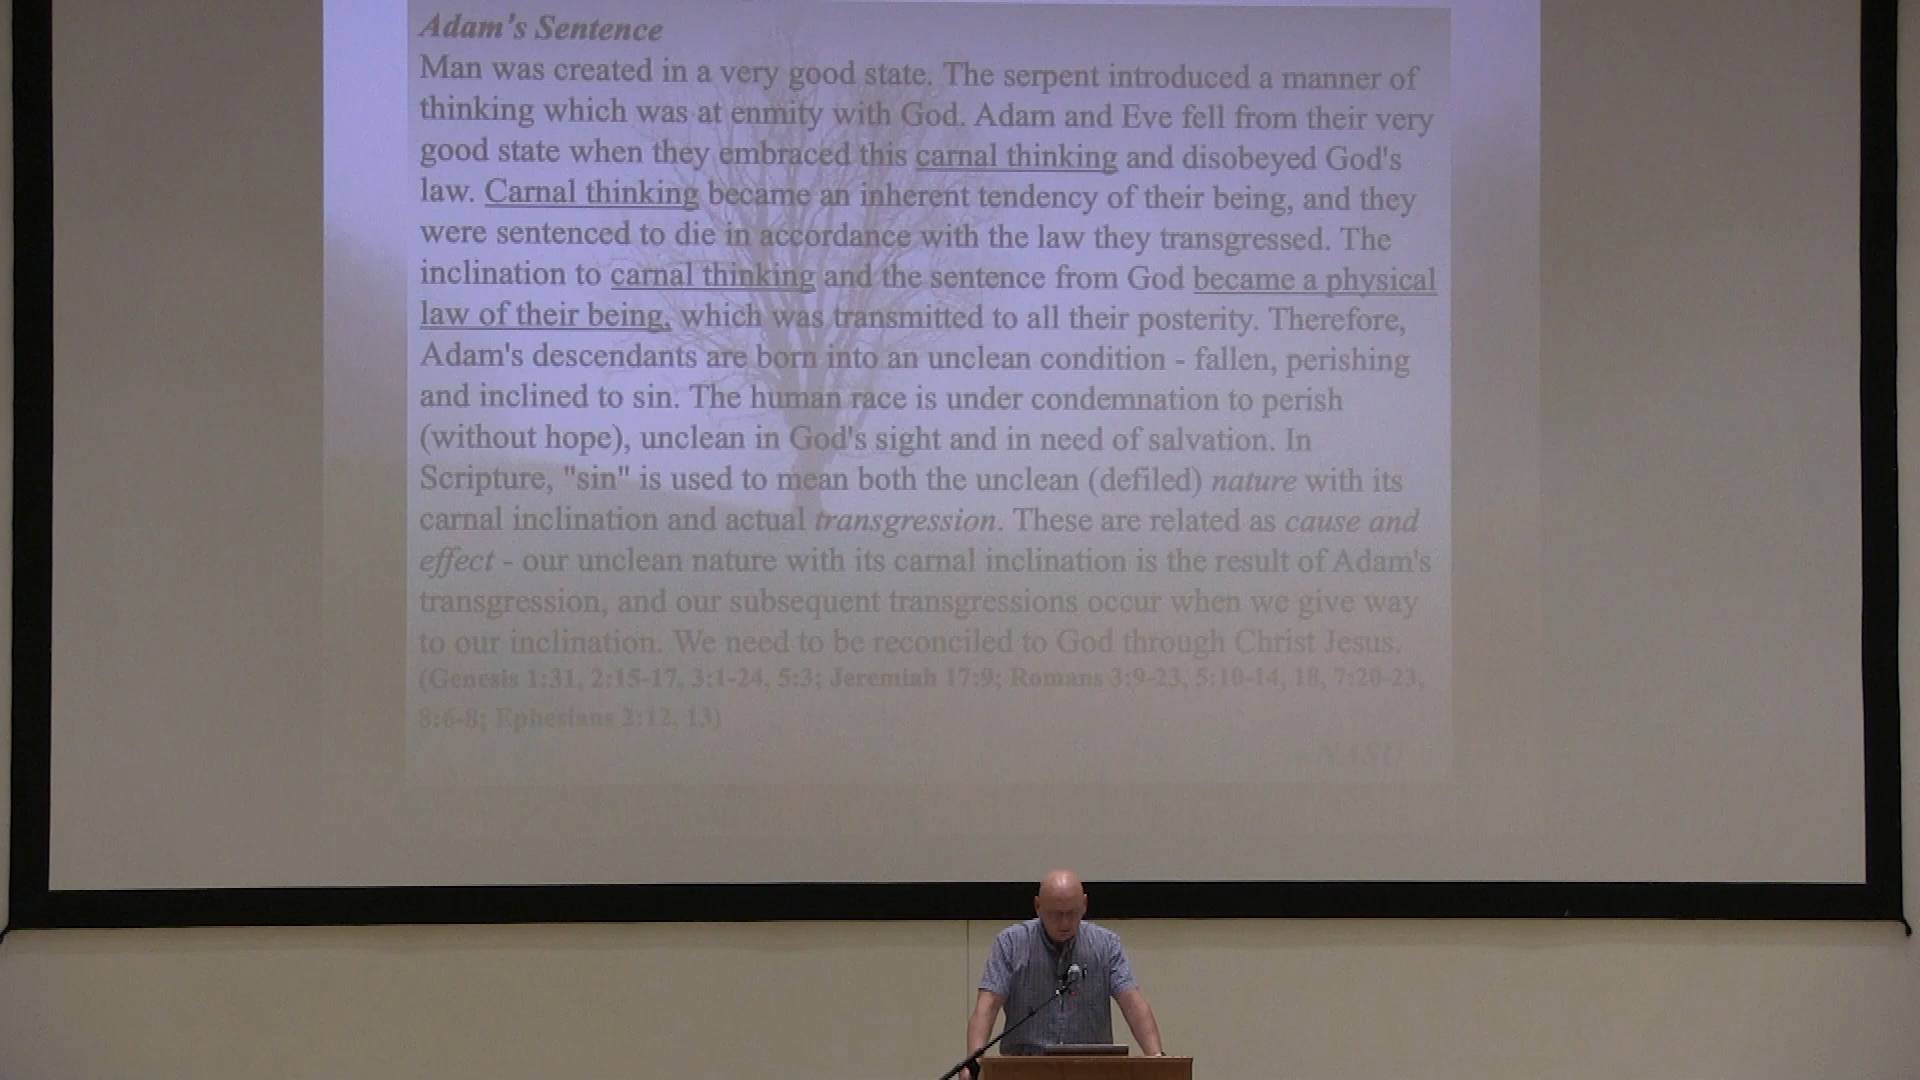 Adam's Sentence
Man was created in a very good state. The serpent introduced a manner of
thinking which was at enmity with God. Adam and Eve fell from their very
good state when they embraced this carnal thinking and disobeyed God's
law. Carnal thinking became an inherent tendency of their being, and they
were sentenced to die in accordance with the law they transgressed. The
inclination to carnal thinking and the sentence from God became a physical
law of their being, which was transmitted to all their posterity. Therefore,
Adam's descendants are born into an unclean condition - fallen, perishing
and inclined to sin. The human race is under condemnation to perish
(without hope), unclean in God's sight and in need of salvation. In
Scripture, "sin" is used to mean both the unclean (defiled) nature with its
carnal inclination and actual transgression. These are related as cause and
effect - our unclean nature with its carnal inclination is the result of Adam's
transgression, and our subsequent transgressions occur when we give way
to our inclination. We need to be reconciled to God through Christ Jesus.
(Genesis 1:31, 2:15-17, 3:1-24, 5:3; Jeremiah 17:9; Romans 3:9-23, 5:10-14, 18, 7:20-23,
8:6-8; Ephesians 2:12, 13)
NASU